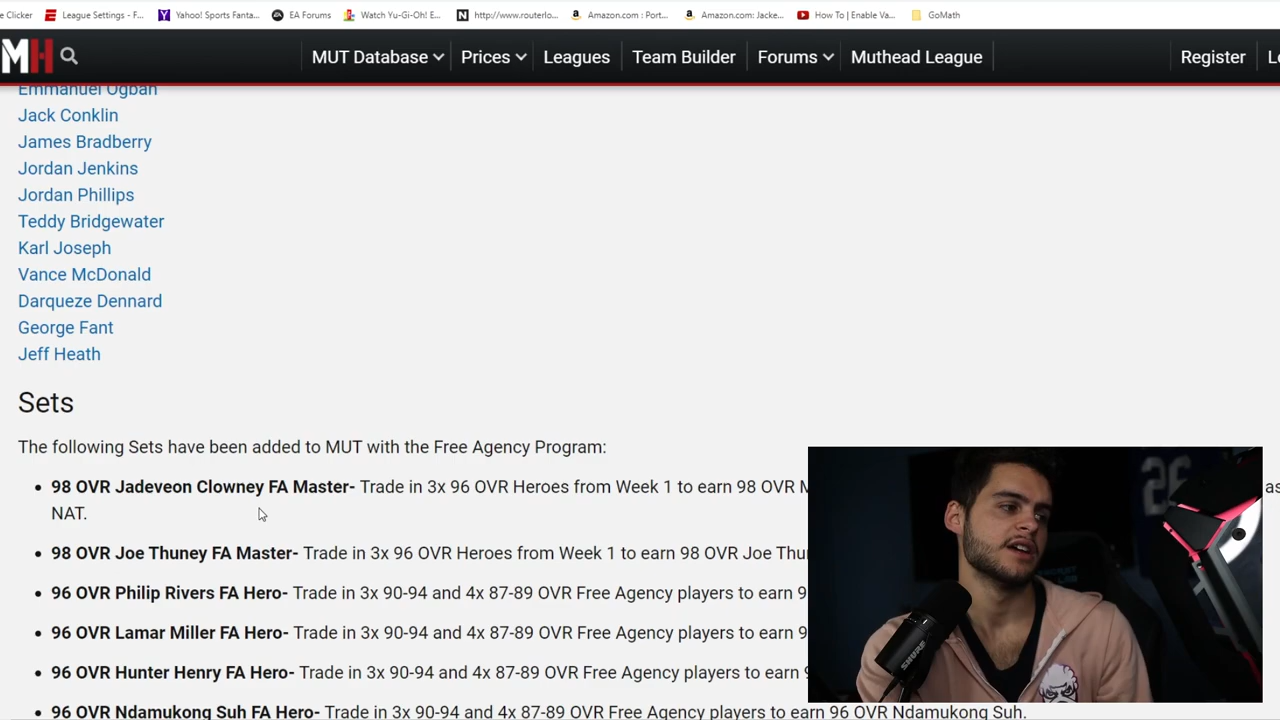 e Clicker League Settings - F... Yahoo! Sports Fanta... EA Forums Watch Yu-Gi-Oh! E... http://www.routerlo... Amazon.com : Port... Amazon.com: Jacke... How To | Enable Va... GoMath
MH MUT Database Prices Leagues Team Builder Forums Muthead League Register
Emmanuel Ogbah
Jack Conklin
James Bradberry
Jordan Jenkins
Jordan Phillips
Teddy Bridgewater
Karl Joseph
Vance McDonald
Darqueze Dennard
George Fant
Jeff Heath
Sets
The following Sets have been added to MUT with the Free Agency Program:
• 98 OVR Jadeveon Clowney FA Master- Trade in 3x 96 OVR Heroes from Week 1 to earn 98 OVR M as
NAT.
• 98 OVR Joe Thuney FA Master- Trade in 3x 96 OVR Heroes from Week 1 to earn 98 OVR Joe Thu
• 96 OVR Philip Rivers FA Hero- Trade in 3x 90-94 and 4x 87-89 OVR Free Agency players to earn 9
• 96 OVR Lamar Miller FA Hero- Trade in 3x 90-94 and 4x 87-89 OVR Free Agency players to earn 9
• 96 OVR Hunter Henry FA Hero- Trade in 3x 90-94 and 4x 87-89 OVR Free Agency players to earn 9
• 96 OVR Ndamukong Suh FA Hero- Trade in 3x 90-94 and 4x 87-89 OVR Free Agency players to earn 96 OVR Ndamukong Suh.
SHURE
26